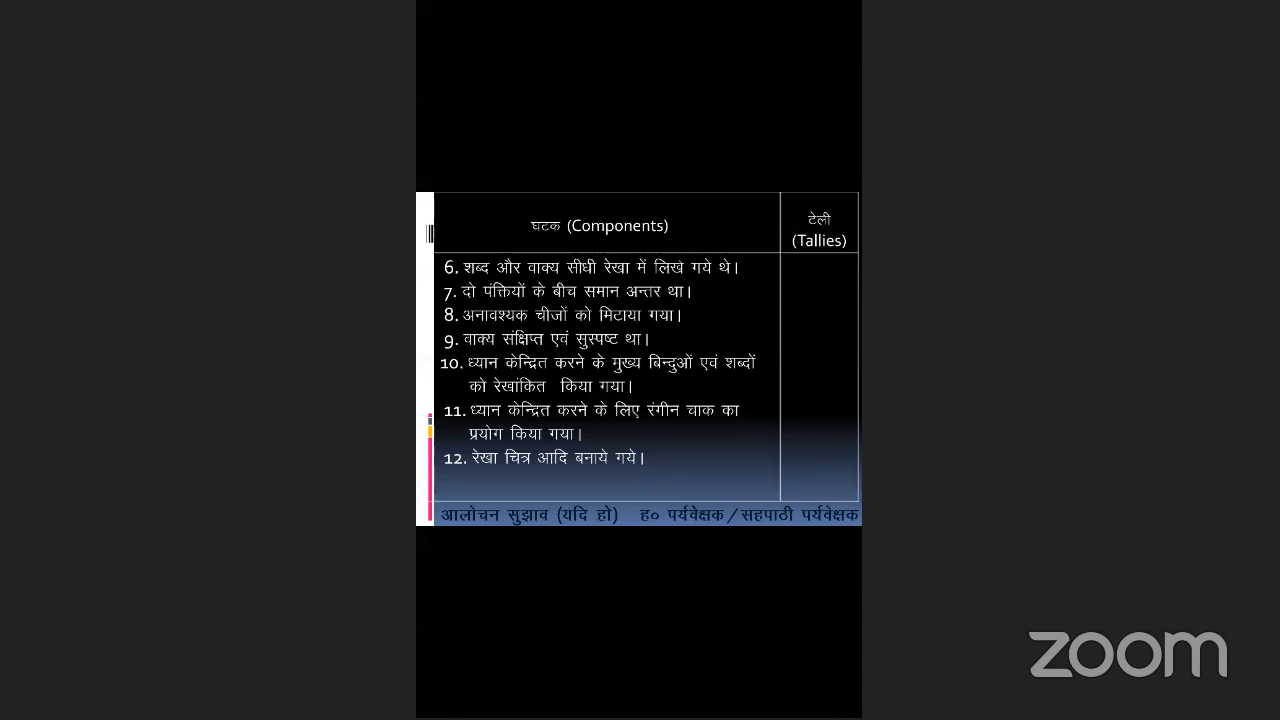 घटक (Components)
टेली
(Tallies)
6. शब्द और वाक्य सीधी रेखा में लिखे गये थे।
7. दो पंक्तियों के बीच समान अन्तर था।
8. अनावश्यक चीजों को मिटाया गया।
9. वाक्य संक्षिप्त एवं सुस्पष्ट था।
10. ध्यान केन्द्रित करने के मुख्य बिन्दुओं एवं शब्दों
को रेखांकित किया गया।
11. ध्यान केन्द्रित करने के लिए रंगीन चाक का
प्रयोग किया गया।
12. रेखा चित्र आदि बनाये गये।
आलोचन सुझाव (यदि हो) ह० पर्यवेक्षक/सहपाठी पर्यवेक्षक
zoom